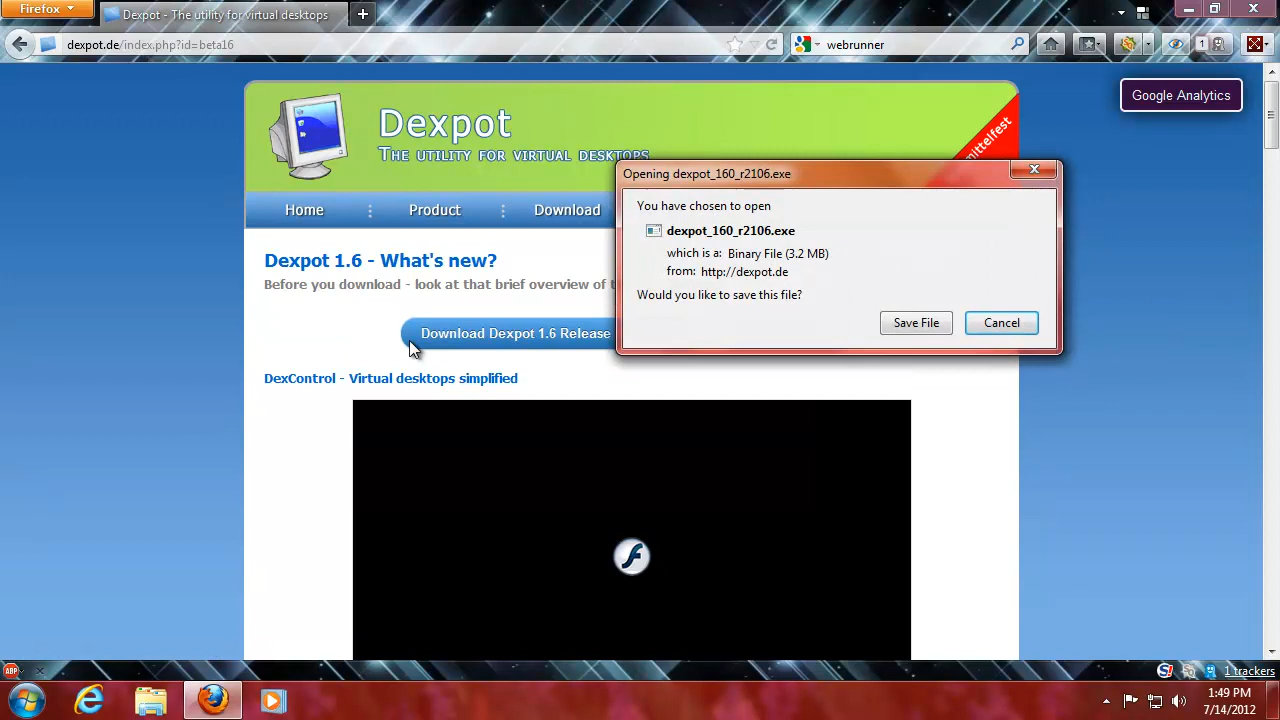 Firefox
Dexpot - The utility for virtual desktops
dexpot.de/index.php?id=beta16
webrunner
1
Google Analytics
Dexpot
THE UTILITY FOR VIRTUAL DESKTOPS
Home
Product
Download
Opening dexpot_160_r2106.exe
You have chosen to open
dexpot_160_r2106.exe
which is a: Binary File (3.2 MB)
from: http://dexpot.de
Would you like to save this file?
Save File
Cancel
Dexpot 1.6 - What's new?
Before you download - look at that brief overview of
Download Dexpot 1.6 Release
DexControl - Virtual desktops simplified
ABP
1 trackers
1:49 PM
7/14/2012